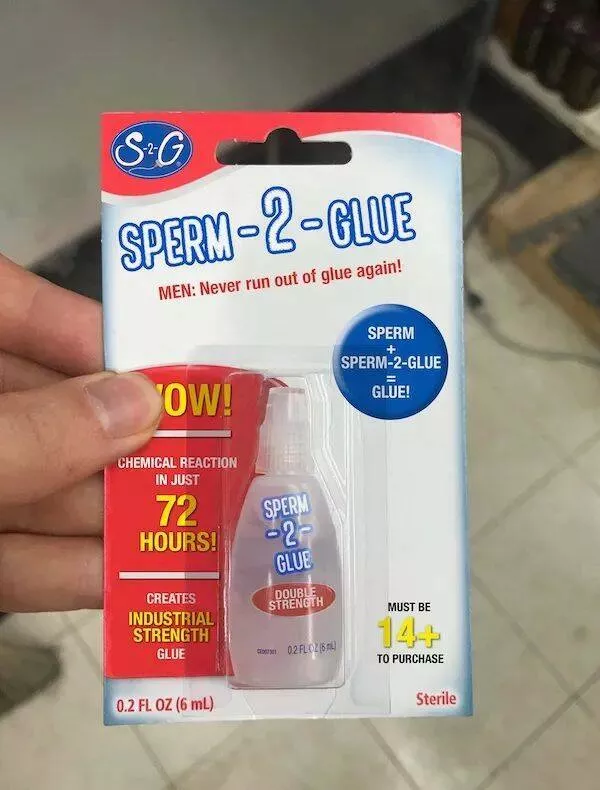 S-2-G
SPERM-2-GLUE
MEN: Never run out of glue again!
SPERM
+
SPERM-2-GLUE
=
GLUE!
OW!
CHEMICAL REACTION
IN JUST
72
HOURS!
CREATES
INDUSTRIAL
STRENGTH
GLUE
SPERM
-2-
GLUE
DOUBLE
STRENGTH
0.2 FL OZ (6 mL)
MUST BE
14+
TO PURCHASE
0.2 FL OZ (6 mL)
Sterile